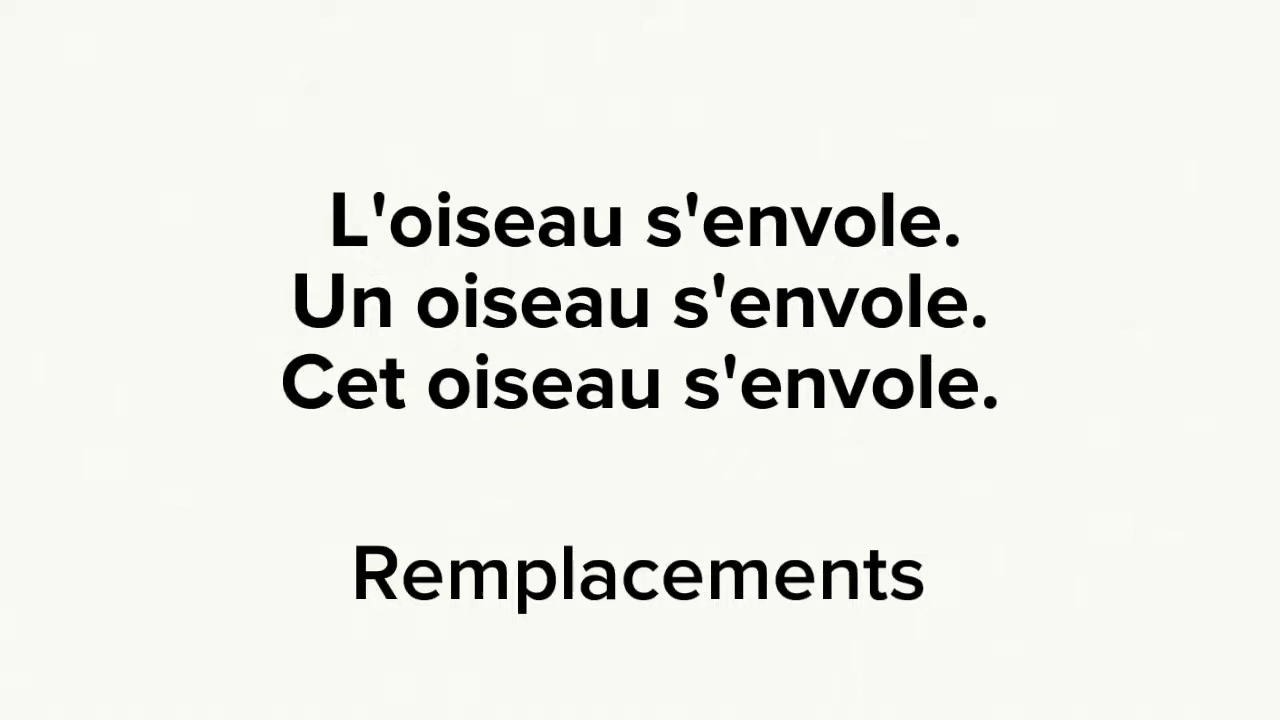 L'oiseau s'envole.
Un oiseau s'envole.
Cet oiseau s'envole.
Remplacements